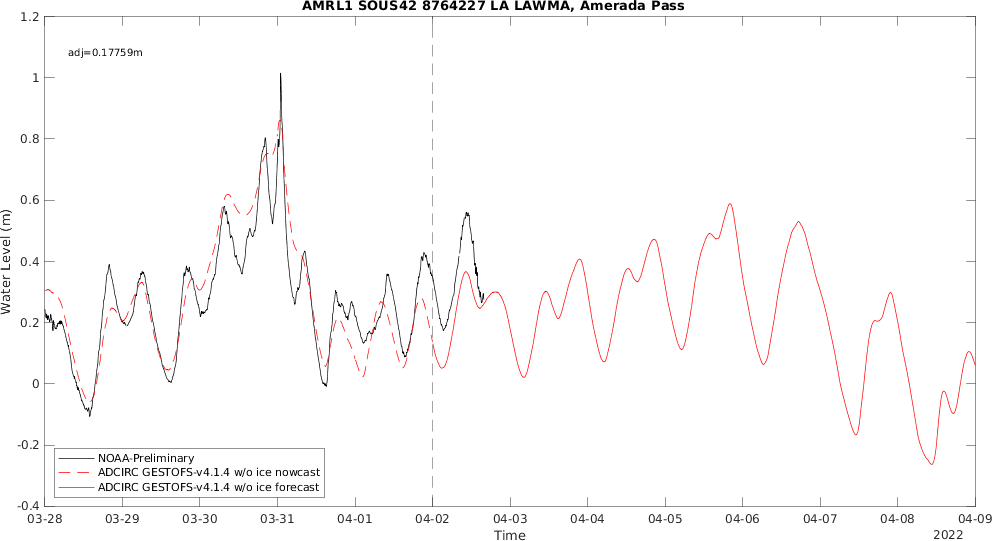 AMRL1 SOUS42 8764227 LA LAWMA, Amerada Pass
adj=0.17759m
Water Level (m)
1.2
1
0.8
0.6
0.4
0.2
0
-0.2
-0.4
NOAA-Preliminary
ADCIRC GESTOFS-v4.1.4 w/o ice nowcast
ADCIRC GESTOFS-v4.1.4 w/o ice forecast
03-28 03-29 03-30 03-31 04-01 04-02 04-03 04-04 04-05 04-06 04-07 04-08 04-09
Time
2022